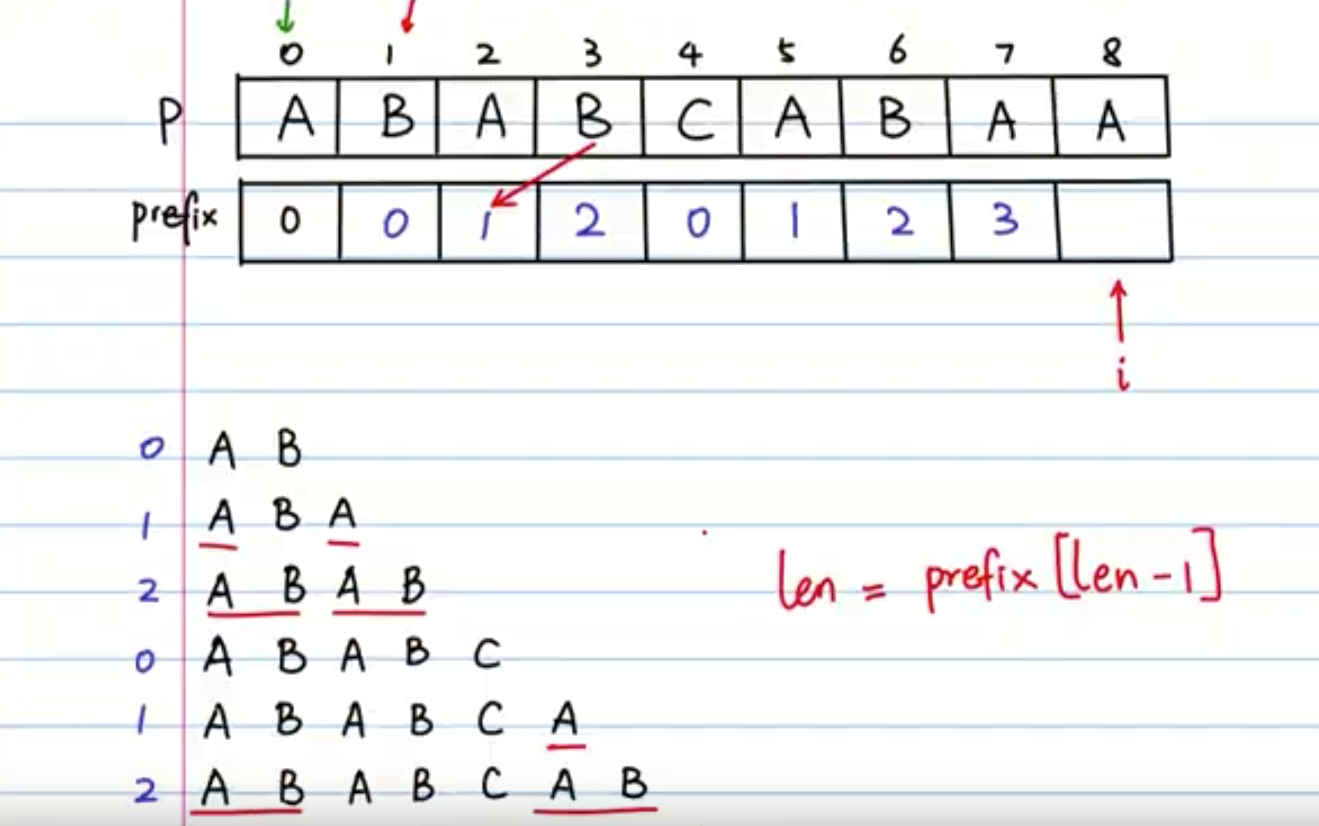 0 1 2 3 4 5 6 7 8
P A B A B C A B A A
prefix 0 0 1 2 0 1 2 3
i
0 A B
1 A B A
2 A B A B
len = prefix [len - 1]
0 A B A B C
1 A B A B C A
2 A B A B C A B